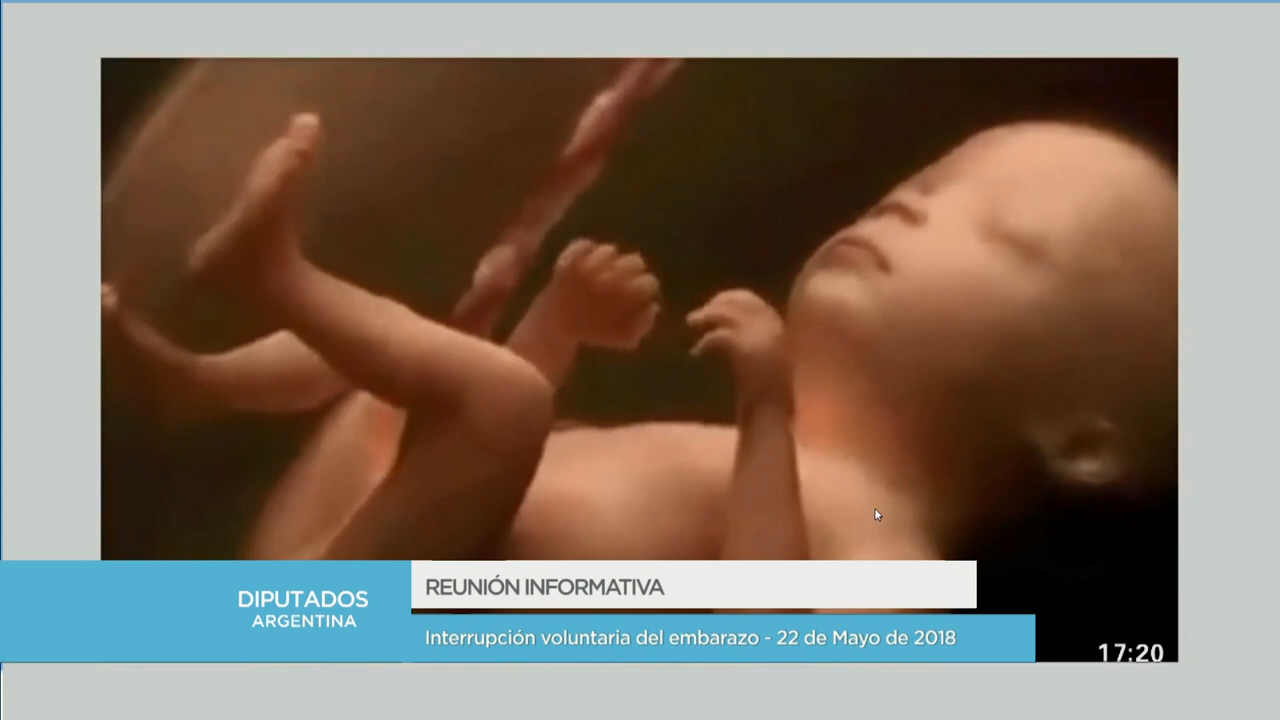 DIPUTADOS
ARGENTINA
REUNIÓN INFORMATIVA
Interrupción voluntaria del embarazo - 22 de Mayo de 2018
17:20